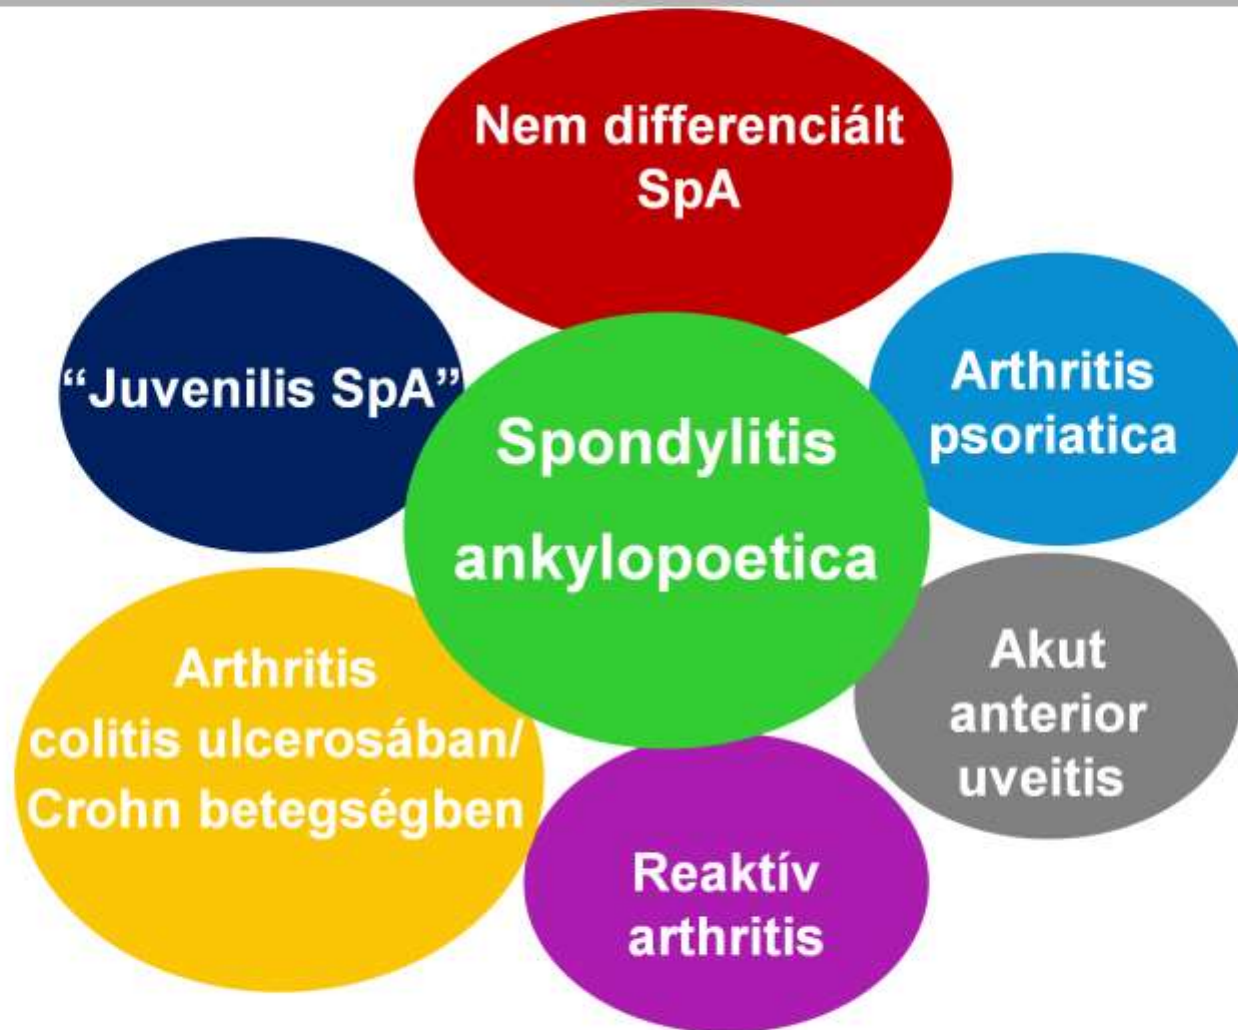 Nem differenciált
SpA
“Juvenilis SpA”
Arthritis
psoriatica
Spondylitis
ankylopoetica
Arthritis
colitis ulcerosában/
Crohn betegségben
Akut
anterior
uveitis
Reaktív
arthritis